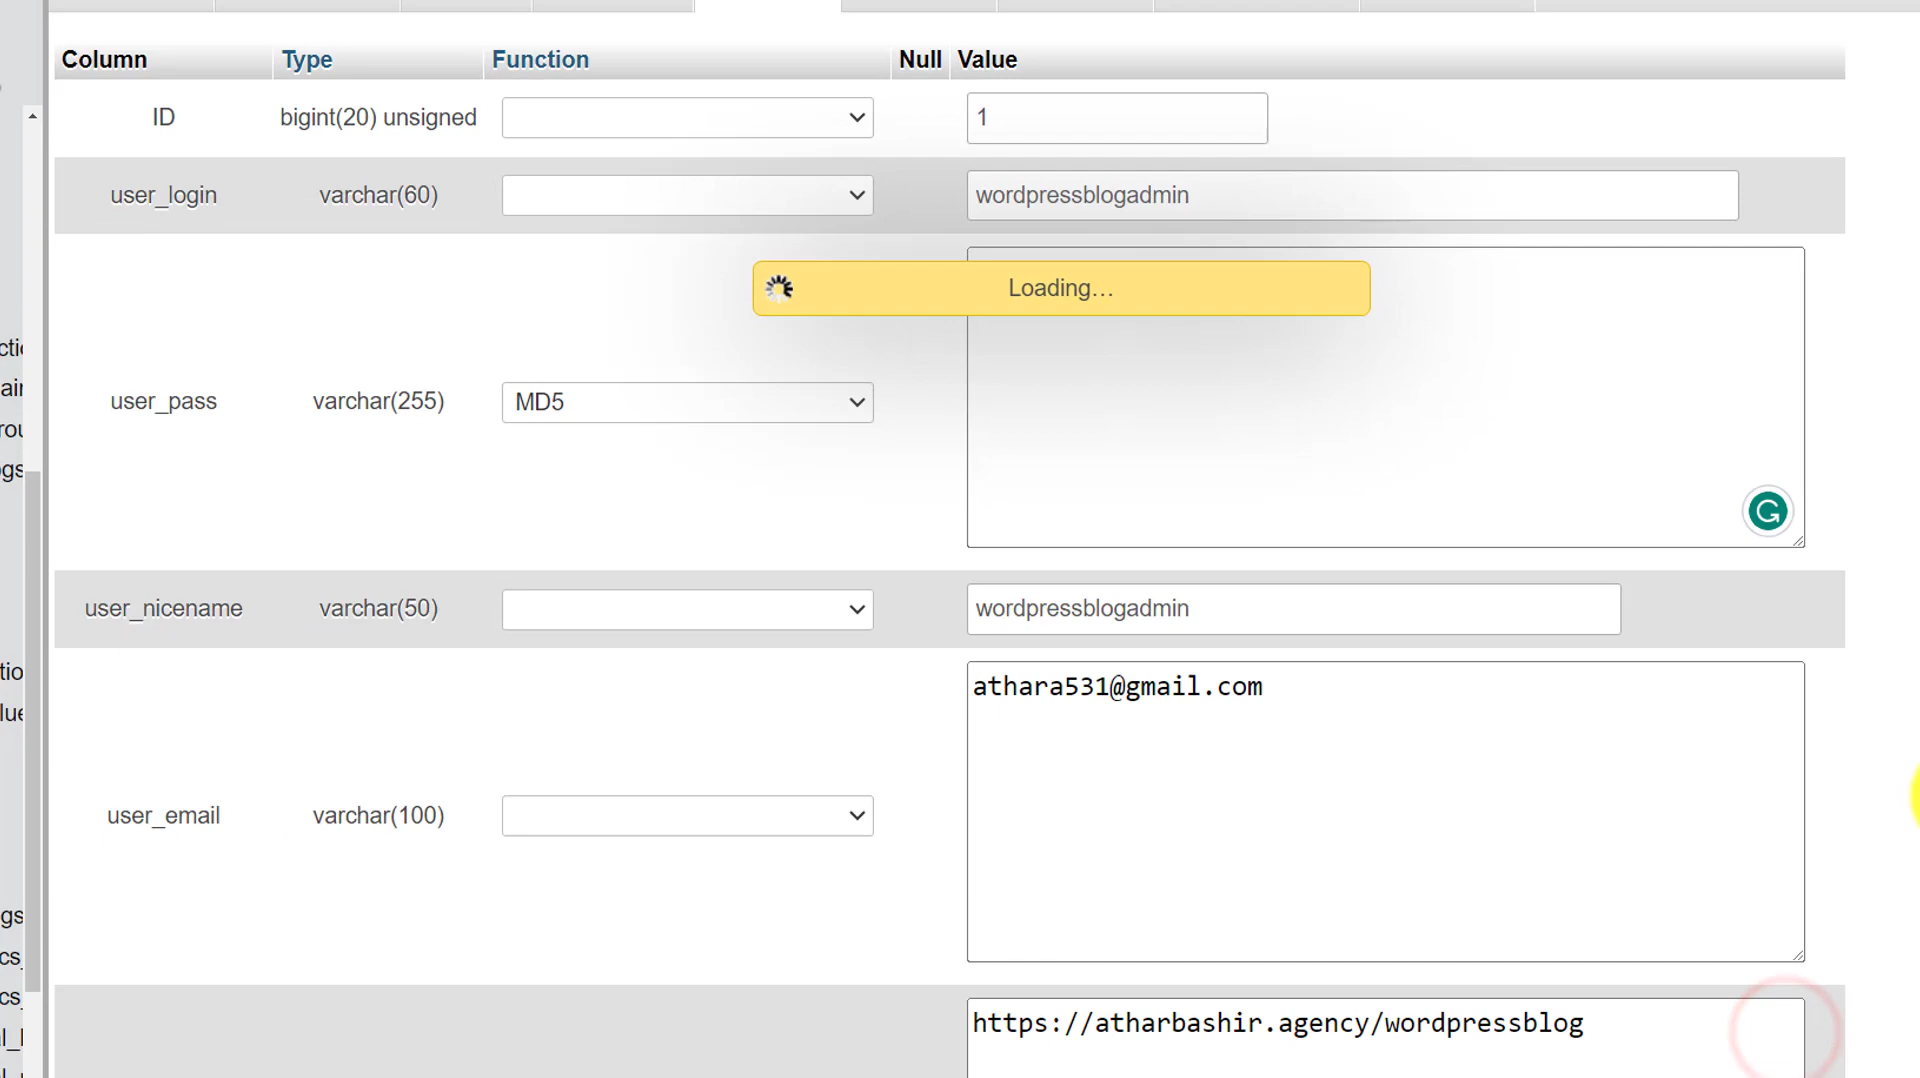 Column Type Function Null Value
ID bigint(20) unsigned 1
user_login varchar(60) wordpressblogadmin
Loading...
user_pass varchar(255) MD5
user_nicename varchar(50) wordpressblogadmin
athara531@gmail.com
user_email varchar(100)
https://atharbashir.agency/wordpressblog